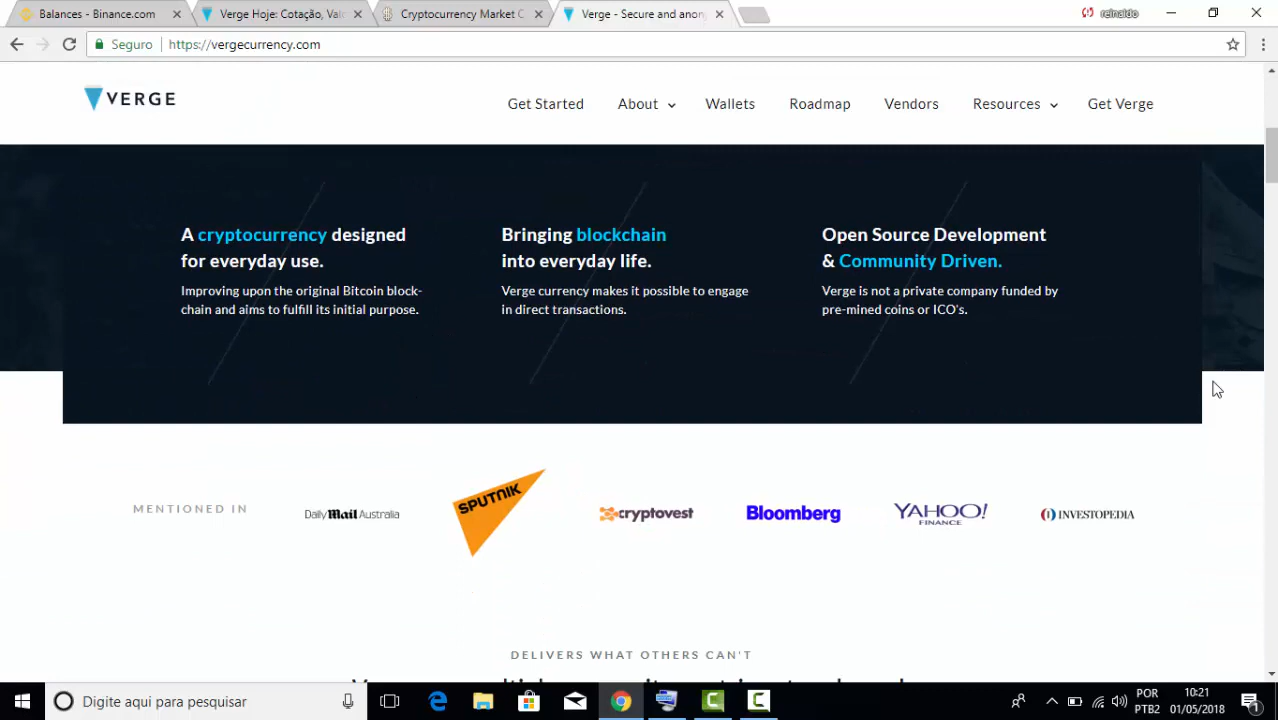 Balances - Binance.com
Verge Hoje: Cotação, Val
Cryptocurrency Market C
Verge - Secure and anon
reinaldo
Seguro
https://vergecurrency.com
VERGE
Get Started
About
Wallets
Roadmap
Vendors
Resources
Get Verge
A cryptocurrency designed
for everyday use.
Improving upon the original Bitcoin block-
chain and aims to fulfill its initial purpose.
Bringing blockchain
into everyday life.
Verge currency makes it possible to engage
in direct transactions.
Open Source Development
& Community Driven.
Verge is not a private company funded by
pre-mined coins or ICO's.
MENTIONED IN
Daily Mail Australia
SPUTNIK
cryptovest
Bloomberg
YAHOO!
FINANCE
INVESTOPEDIA
DELIVERS WHAT OTHERS CAN'T
Digite aqui para pesquisar
POR
PTB2
10:21
01/05/2018
1